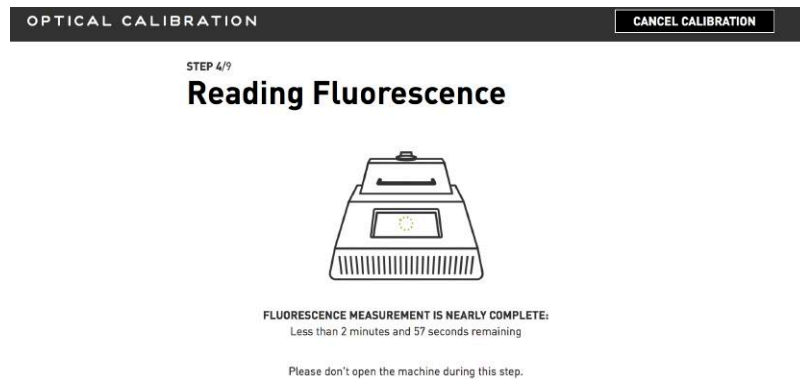 OPTICAL CALIBRATION
CANCEL CALIBRATION
STEP 4/9
Reading Fluorescence
FLUORESCENCE MEASUREMENT IS NEARLY COMPLETE:
Less than 2 minutes and 57 seconds remaining
Please don't open the machine during this step.